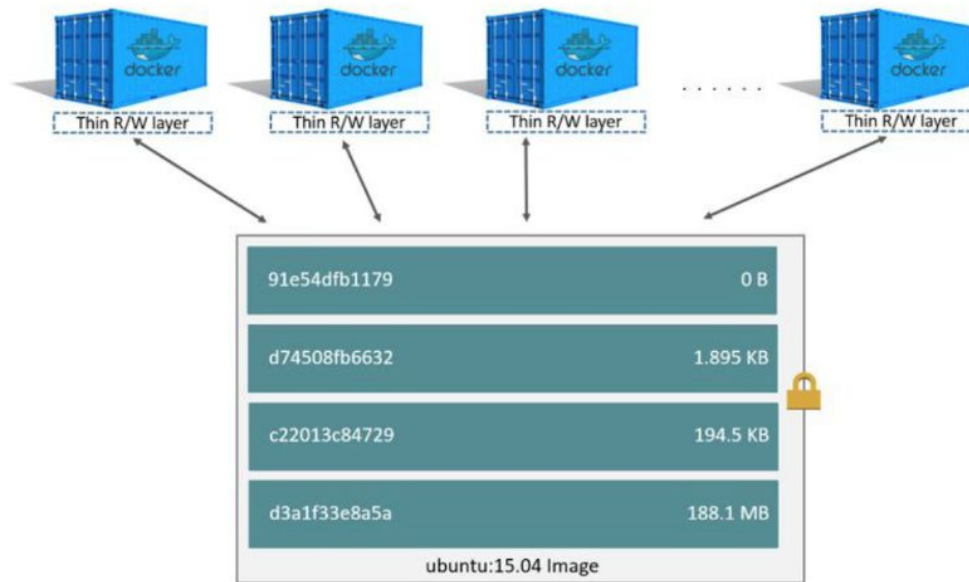 docker
docker
docker
docker
Thin R/W layer
Thin R/W layer
Thin R/W layer
. . . . . .
Thin R/W layer
91e54dfb1179 0 B
d74508fb6632 1.895 KB
c22013c84729 194.5 KB
d3a1f33e8a5a 188.1 MB
ubuntu:15.04 Image